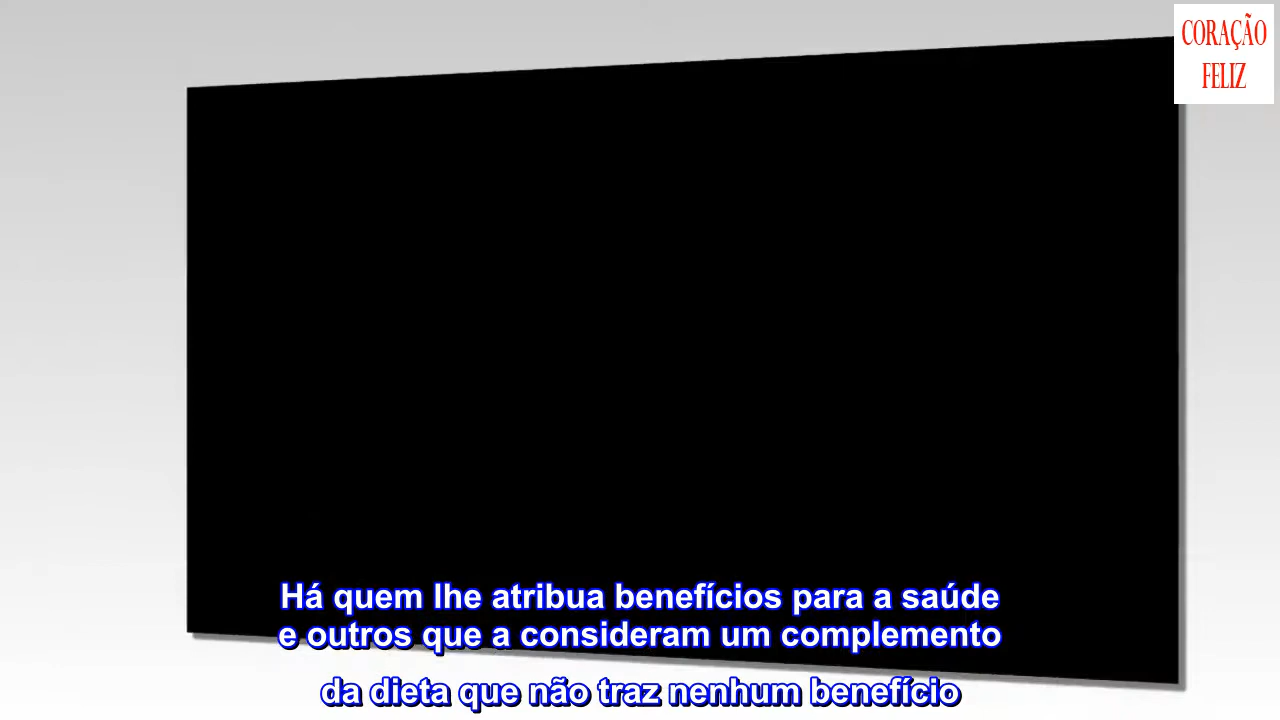 CORAÇÃO
FELIZ
Há quem lhe atribua benefícios para a saúde
e outros que a consideram um complemento
da dieta que não traz nenhum benefício